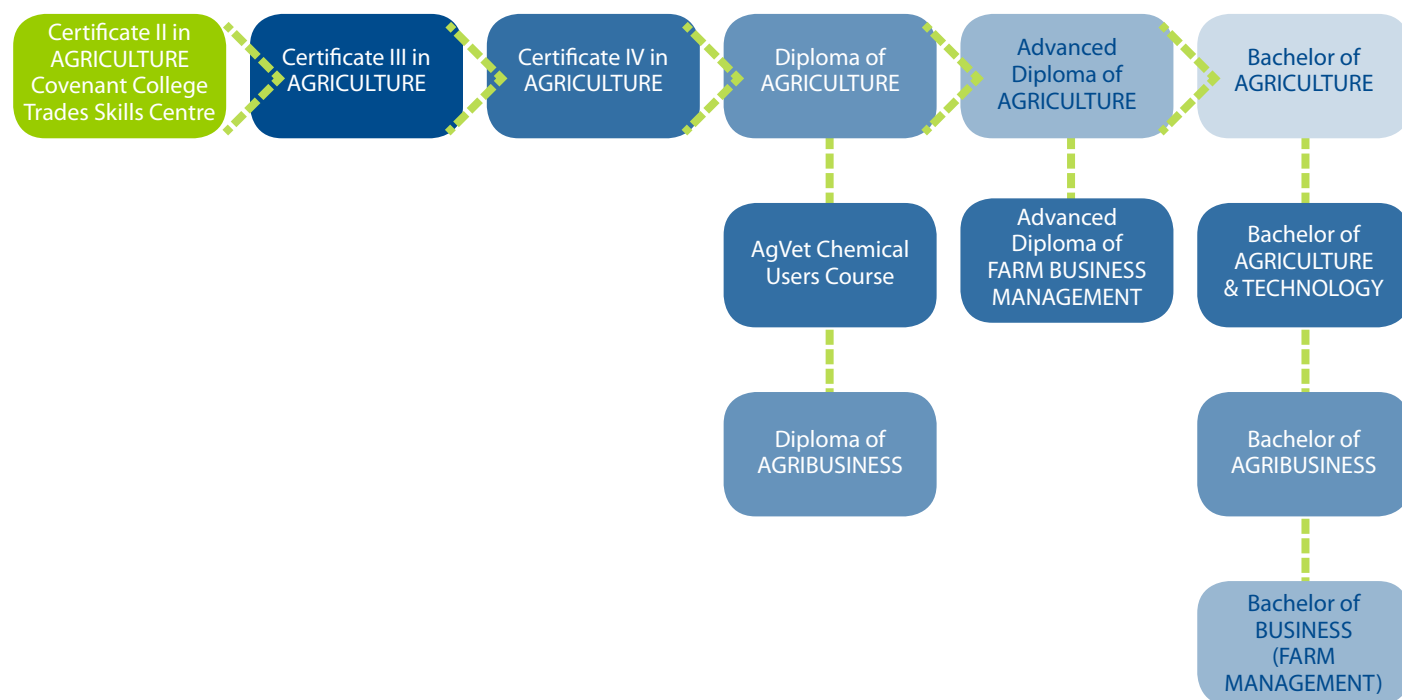 Certificate II in
AGRICULTURE
Covenant College
Trades Skills Centre
Certificate III in
AGRICULTURE
Certificate IV in
AGRICULTURE
Diploma of
AGRICULTURE
Advanced
Diploma of
AGRICULTURE
Bachelor of
AGRICULTURE
AgVet Chemical
Users Course
Advanced
Diploma of
FARM BUSINESS
MANAGEMENT
Bachelor of
AGRICULTURE
& TECHNOLOGY
Diploma of
AGRIBUSINESS
Bachelor of
AGRIBUSINESS
Bachelor of
BUSINESS
(FARM
MANAGEMENT)